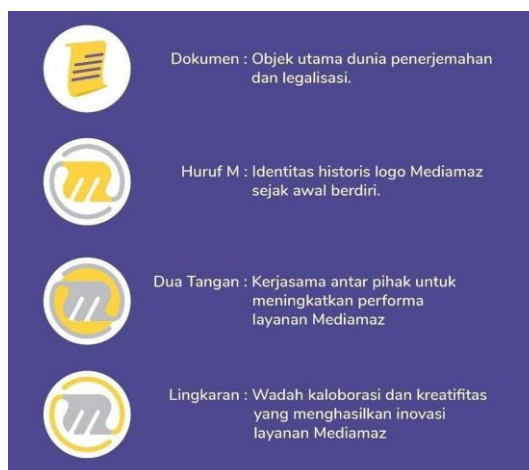 Dokumen : Objek utama dunia penerjemahan
dan legalisasi.
Huruf M : Identitas historis logo Mediamaz
sejak awal berdiri.
Dua Tangan : Kerjasama antar pihak untuk
meningkatkan performa
layanan Mediamaz
Lingkaran : Wadah kaloborasi dan kreatifitas
yang menghasilkan inovasi
layanan Mediamaz